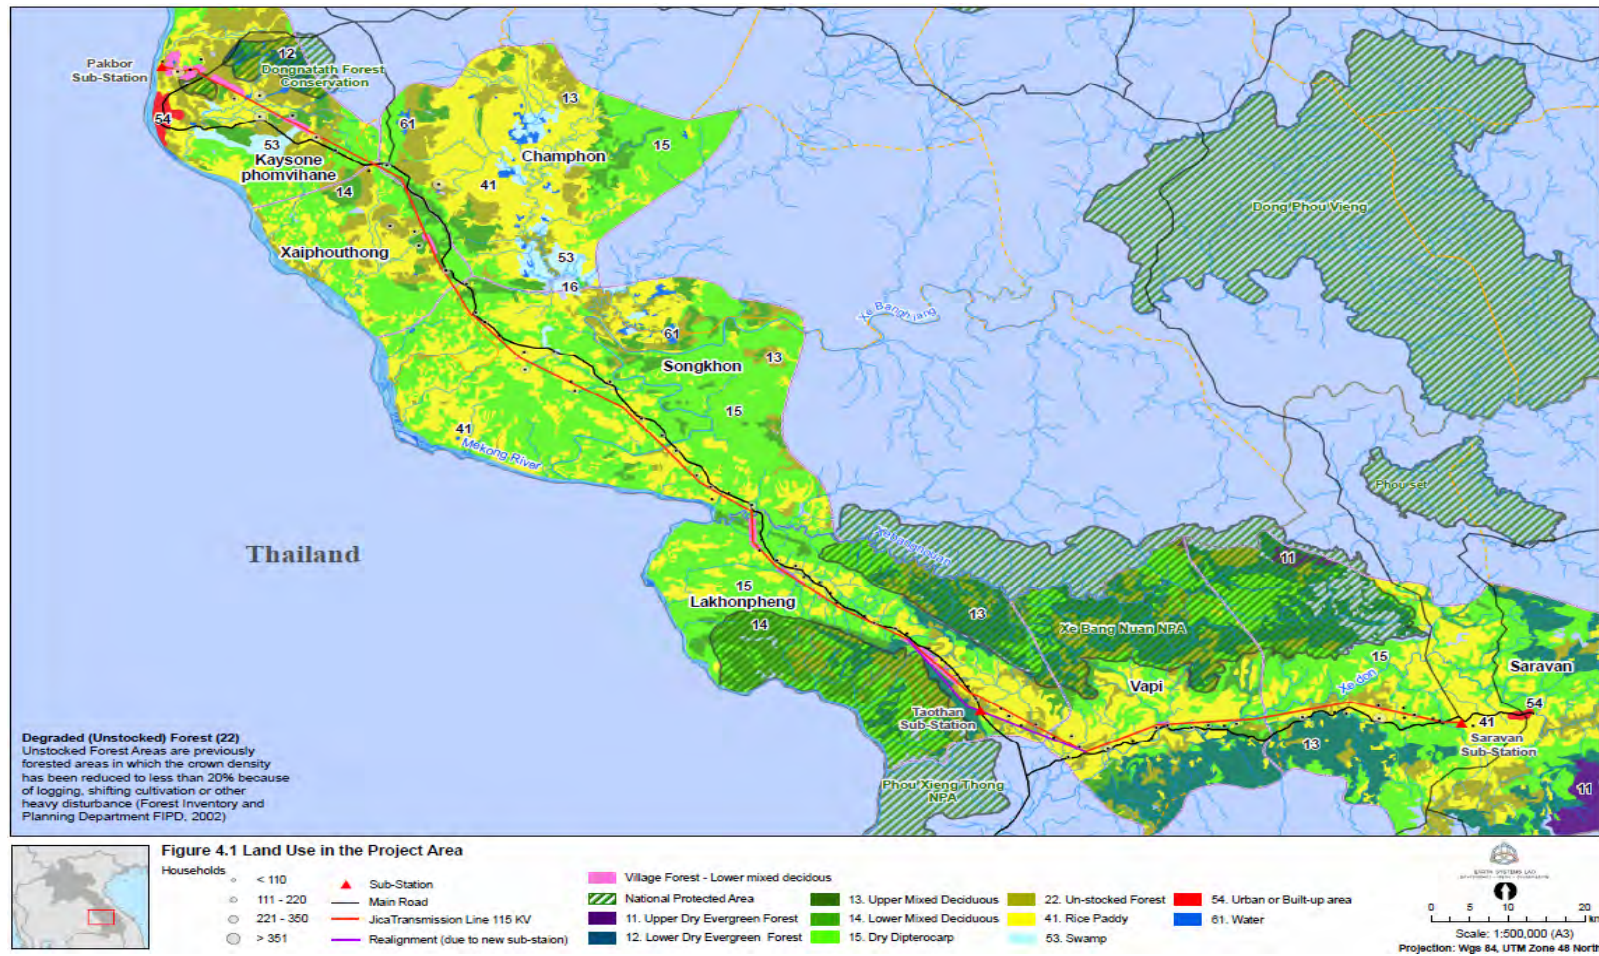 Pakbor
Sub-Station
12
Dongnatath Forest
Conservation
13
54
61
53
Kaysone
phomvihane
Champhon
15
14
41
Xaiphouthong
53
16
Dong Phou Vieng
Xe Banghiang
61
Songkhon
13
15
41
Mekong River
Phou set
Thailand
Xebangnuan
11
15
Lakhonpheng
14
13
Xe Bang Nuan NPA
15
Saravan
Vapi
Xe don
Taothan
Sub-Station
54
41
Saravan
Sub-Station
13
Phou Xieng Thong
NPA
11
Degraded (Unstocked) Forest (22)
Unstocked Forest Areas are previously
forested areas in which the crown density
has been reduced to less than 20% because
of logging, shifting cultivation or other
heavy disturbance (Forest Inventory and
Planning Department FIPD, 2002)
Figure 4.1 Land Use in the Project Area
Households
< 110
111 - 220
221 - 350
> 351
Sub-Station
Main Road
JicaTransmission Line 115 KV
Realignment (due to new sub-staion)
Village Forest - Lower mixed decidous
National Protected Area
11. Upper Dry Evergreen Forest
12. Lower Dry Evergreen Forest
13. Upper Mixed Deciduous
14. Lower Mixed Deciduous
15. Dry Dipterocarp
22. Un-stocked Forest
41. Rice Paddy
53. Swamp
54. Urban or Built-up area
61. Water
EARTH SYSTEMS LAO
0 5 10 20
Scale: 1:500,000 (A3)
Projection: Wgs 84, UTM Zone 48 North